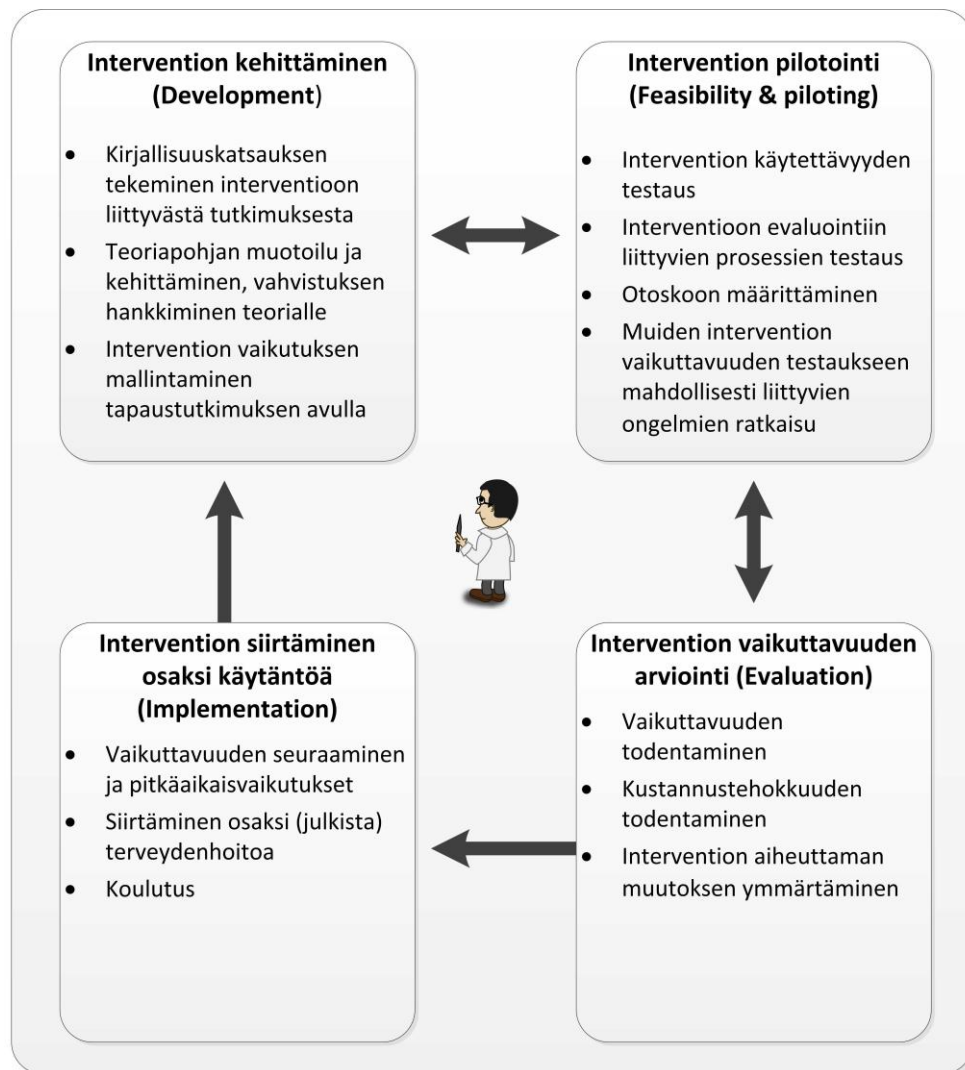 Intervention kehittäminen
(Development)
• Kirjallisuuskatsauksen
tekeminen interventioon
liittyvästä tutkimuksesta
• Teoriapohjan muotoilu ja
kehittäminen, vahvistuksen
hankkiminen teorialle
• Intervention vaikutuksen
mallintaminen
tapaustutkimuksen avulla
Intervention pilotointi
(Feasibility & piloting)
• Intervention käytettävyyden
testaus
• Interventioon evaluointiin
liittyvien prosessien testaus
• Otoskoon määrittäminen
• Muiden intervention
vaikuttavuuden testaukseen
mahdollisesti liittyvien
ongelmien ratkaisu
Intervention siirtäminen
osaksi käytäntöä
(Implementation)
• Vaikuttavuuden seuraaminen
ja pitkäaikaisvaikutukset
• Siirtäminen osaksi (julkista)
terveydenhoitoa
• Koulutus
Intervention vaikuttavuuden
arviointi (Evaluation)
• Vaikuttavuuden
todentaminen
• Kustannustehokkuuden
todentaminen
• Intervention aiheuttaman
muutoksen ymmärtäminen